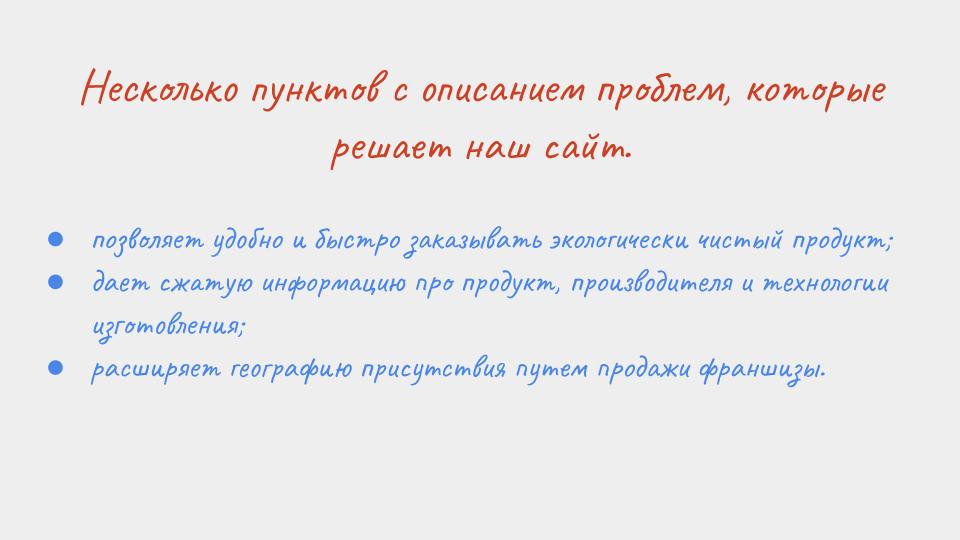 Несколько пунктов с описанием проблем, которые
решает наш сайт.
позволяет удобно и быстро заказывать экологически чистый продукт;
дает сжатую информацию про продукт, производителя и технологии
изготовления;
расширяет географию присутствия путем продажи франшизы.